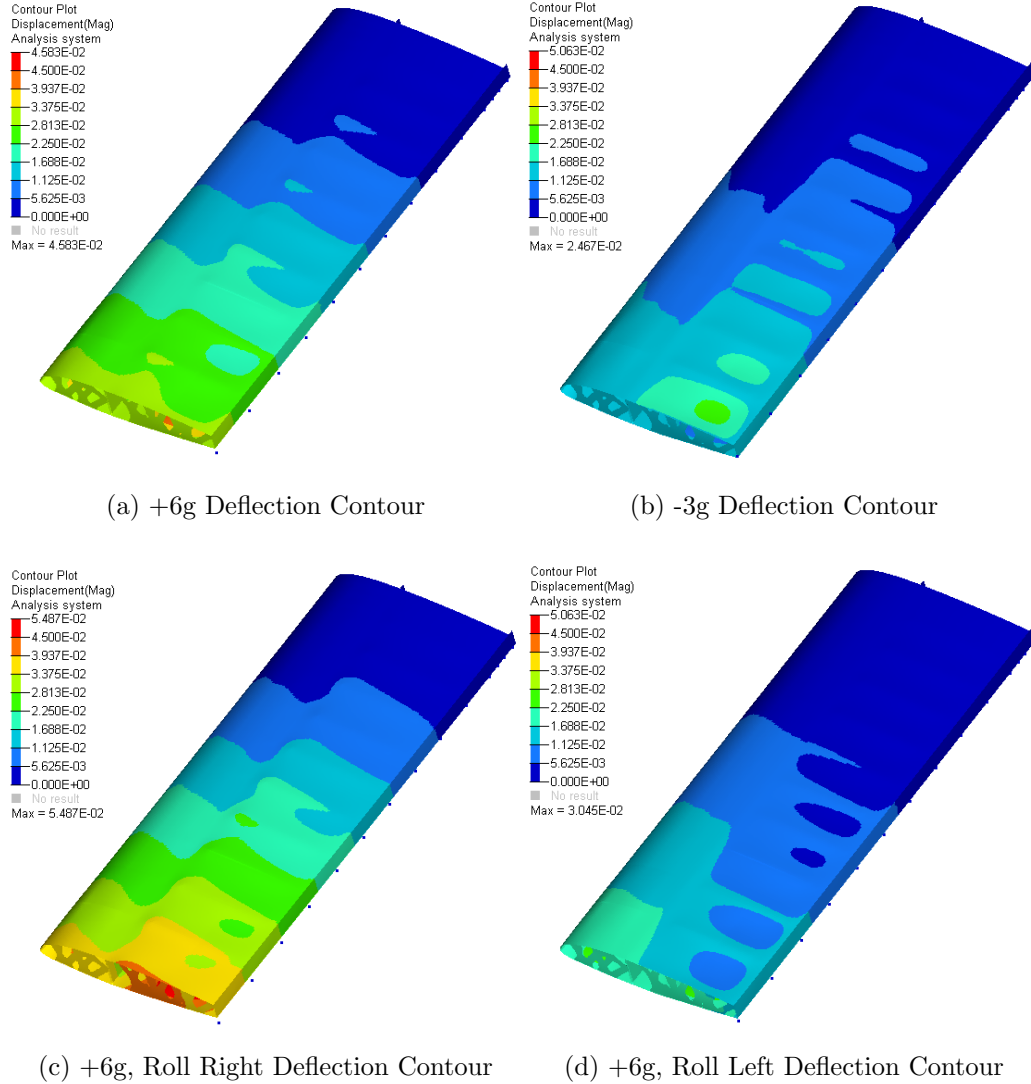 Contour Plot
Displacement(Mag)
Analysis system
4.583E-02
4.500E-02
3.937E-02
3.375E-02
2.813E-02
2.250E-02
1.688E-02
1.125E-02
5.625E-03
0.000E+00
No result
Max = 4.583E-02
Contour Plot
Displacement(Mag)
Analysis system
5.063E-02
4.500E-02
3.937E-02
3.375E-02
2.813E-02
2.250E-02
1.688E-02
1.125E-02
5.625E-03
0.000E+00
No result
Max = 2.467E-02
(a) +6g Deflection Contour
(b) -3g Deflection Contour
Contour Plot
Displacement(Mag)
Analysis system
5.487E-02
4.500E-02
3.937E-02
3.375E-02
2.813E-02
2.250E-02
1.688E-02
1.125E-02
5.625E-03
0.000E+00
No result
Max = 5.487E-02
Contour Plot
Displacement(Mag)
Analysis system
5.063E-02
4.500E-02
3.937E-02
3.375E-02
2.813E-02
2.250E-02
1.688E-02
1.125E-02
5.625E-03
0.000E+00
No result
Max = 3.045E-02
(c) +6g, Roll Right Deflection Contour
(d) +6g, Roll Left Deflection Contour